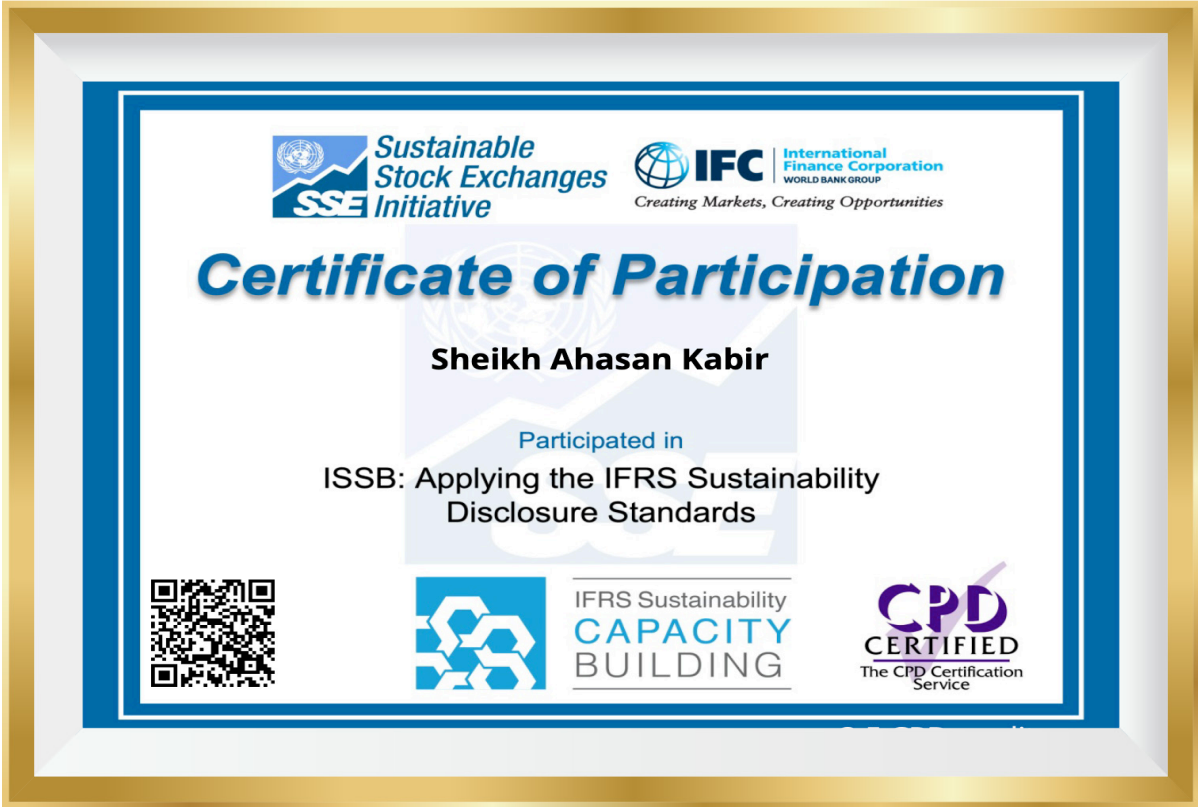 Sustainable
Stock Exchanges
Initiative
SSE
IFC
International
Finance Corporation
WORLD BANK GROUP
Creating Markets, Creating Opportunities
Certificate of Participation
Sheikh Ahasan Kabir
Participated in
ISSB: Applying the IFRS Sustainability
Disclosure Standards
SSE
IFRS Sustainability
CAPACITY
BUILDING
CPD
CERTIFIED
The CPD Certification
Service